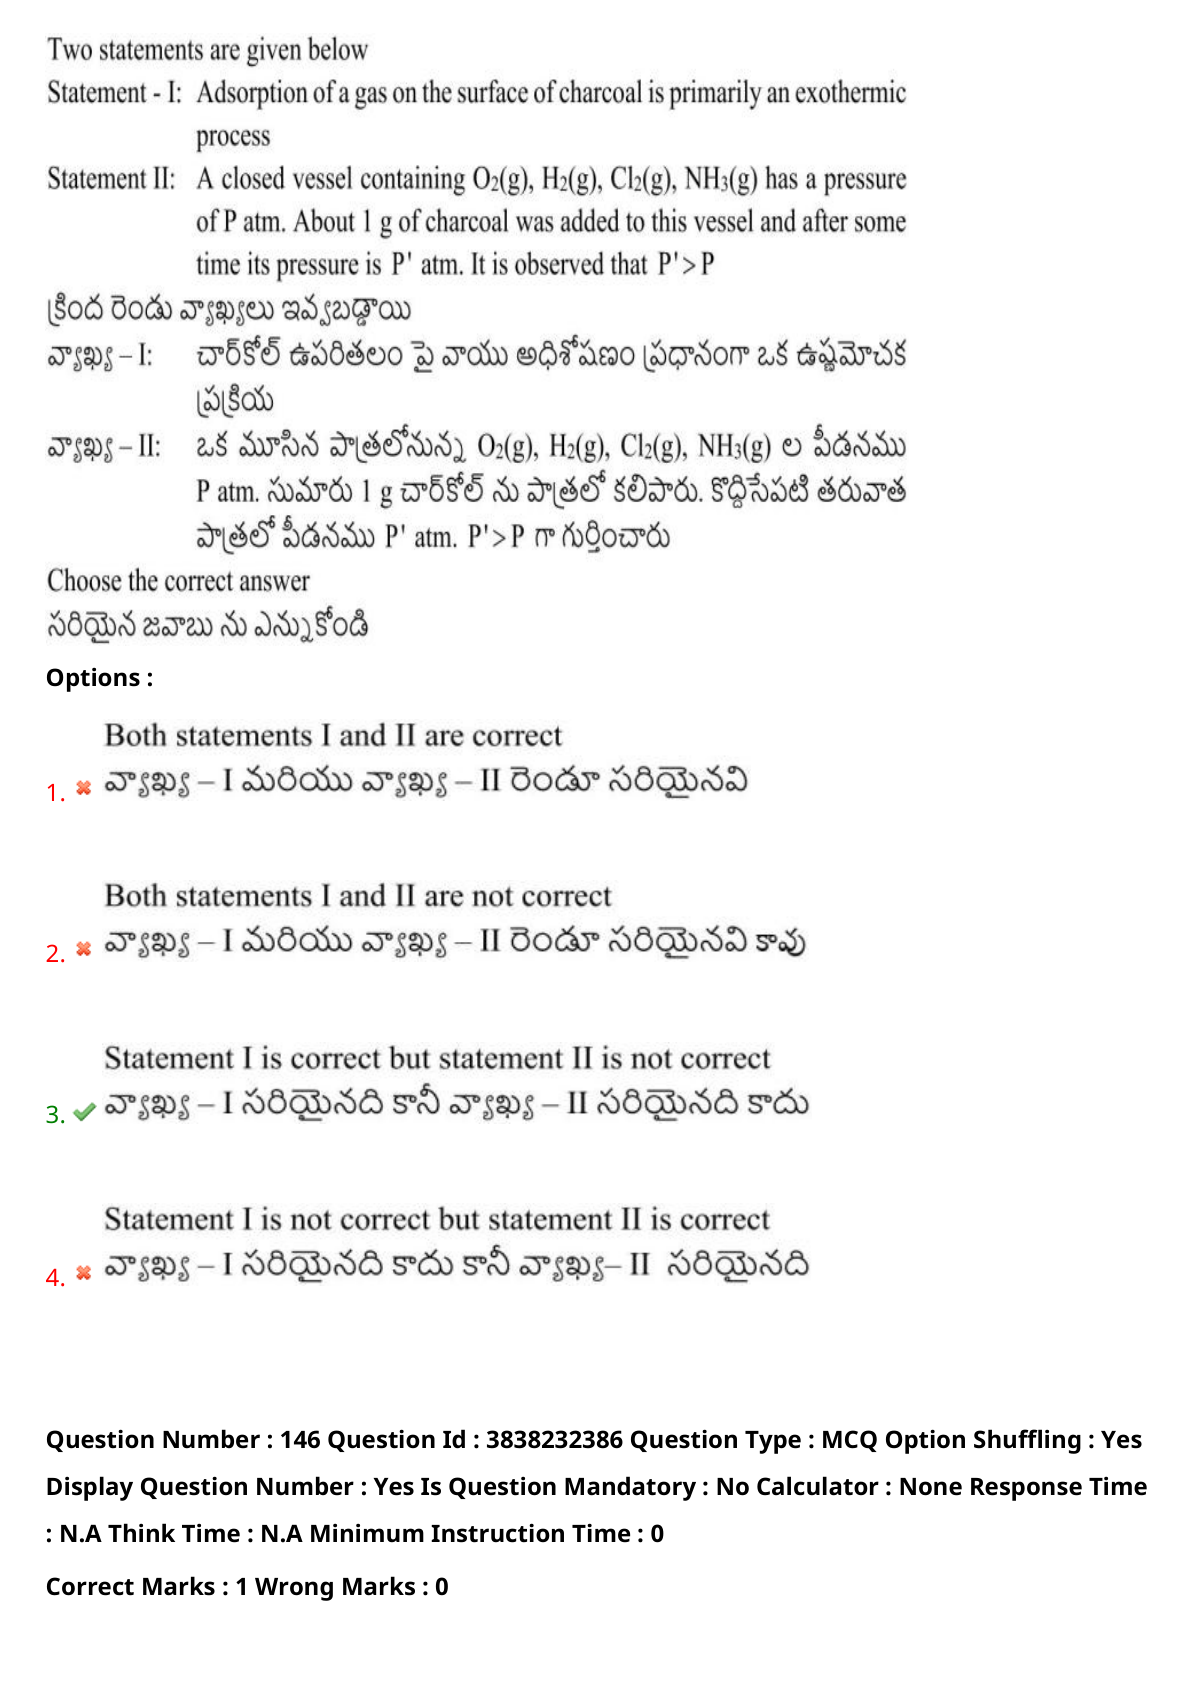 Two statements are given below
Statement - I: Adsorption of a gas on the surface of charcoal is primarily an exothermic
process
Statement II: A closed vessel containing O₂(g), H₂(g), Cl₂(g), NH₃(g) has a pressure
of P atm. About 1 g of charcoal was added to this vessel and after some
time its pressure is P' atm. It is observed that P'>P
క్రింద రెండు వ్యాఖ్యలు ఇవ్వబడ్డాయి
వ్యాఖ్య – I: చార్‌కోల్ ఉపరితలం పై వాయు అధిశోషణం ప్రధానంగా ఒక ఉష్ణమోచక
ప్రక్రియ
వ్యాఖ్య – II: ఒక మూసిన పాత్రలోనున్న O₂(g), H₂(g), Cl₂(g), NH₃(g) ల పీడనము
P atm. సుమారు 1 g చార్‌కోల్ ను పాత్రలో కలిపారు. కొద్దిసేపటి తరువాత
పాత్రలో పీడనము P' atm. P'>P గా గుర్తించారు
Choose the correct answer
సరియైన జవాబు ను ఎన్నుకోండి
Options :
Both statements I and II are correct
1. వ్యాఖ్య – I మరియు వ్యాఖ్య – II రెండూ సరియైనవి
Both statements I and II are not correct
2. వ్యాఖ్య – I మరియు వ్యాఖ్య – II రెండూ సరియైనవి కావు
Statement I is correct but statement II is not correct
3. వ్యాఖ్య – I సరియైనది కానీ వ్యాఖ్య – II సరియైనది కాదు
Statement I is not correct but statement II is correct
4. వ్యాఖ్య – I సరియైనది కాదు కానీ వ్యాఖ్య– II సరియైనది
Question Number : 146 Question Id : 3838232386 Question Type : MCQ Option Shuffling : Yes
Display Question Number : Yes Is Question Mandatory : No Calculator : None Response Time
: N.A Think Time : N.A Minimum Instruction Time : 0
Correct Marks : 1 Wrong Marks : 0